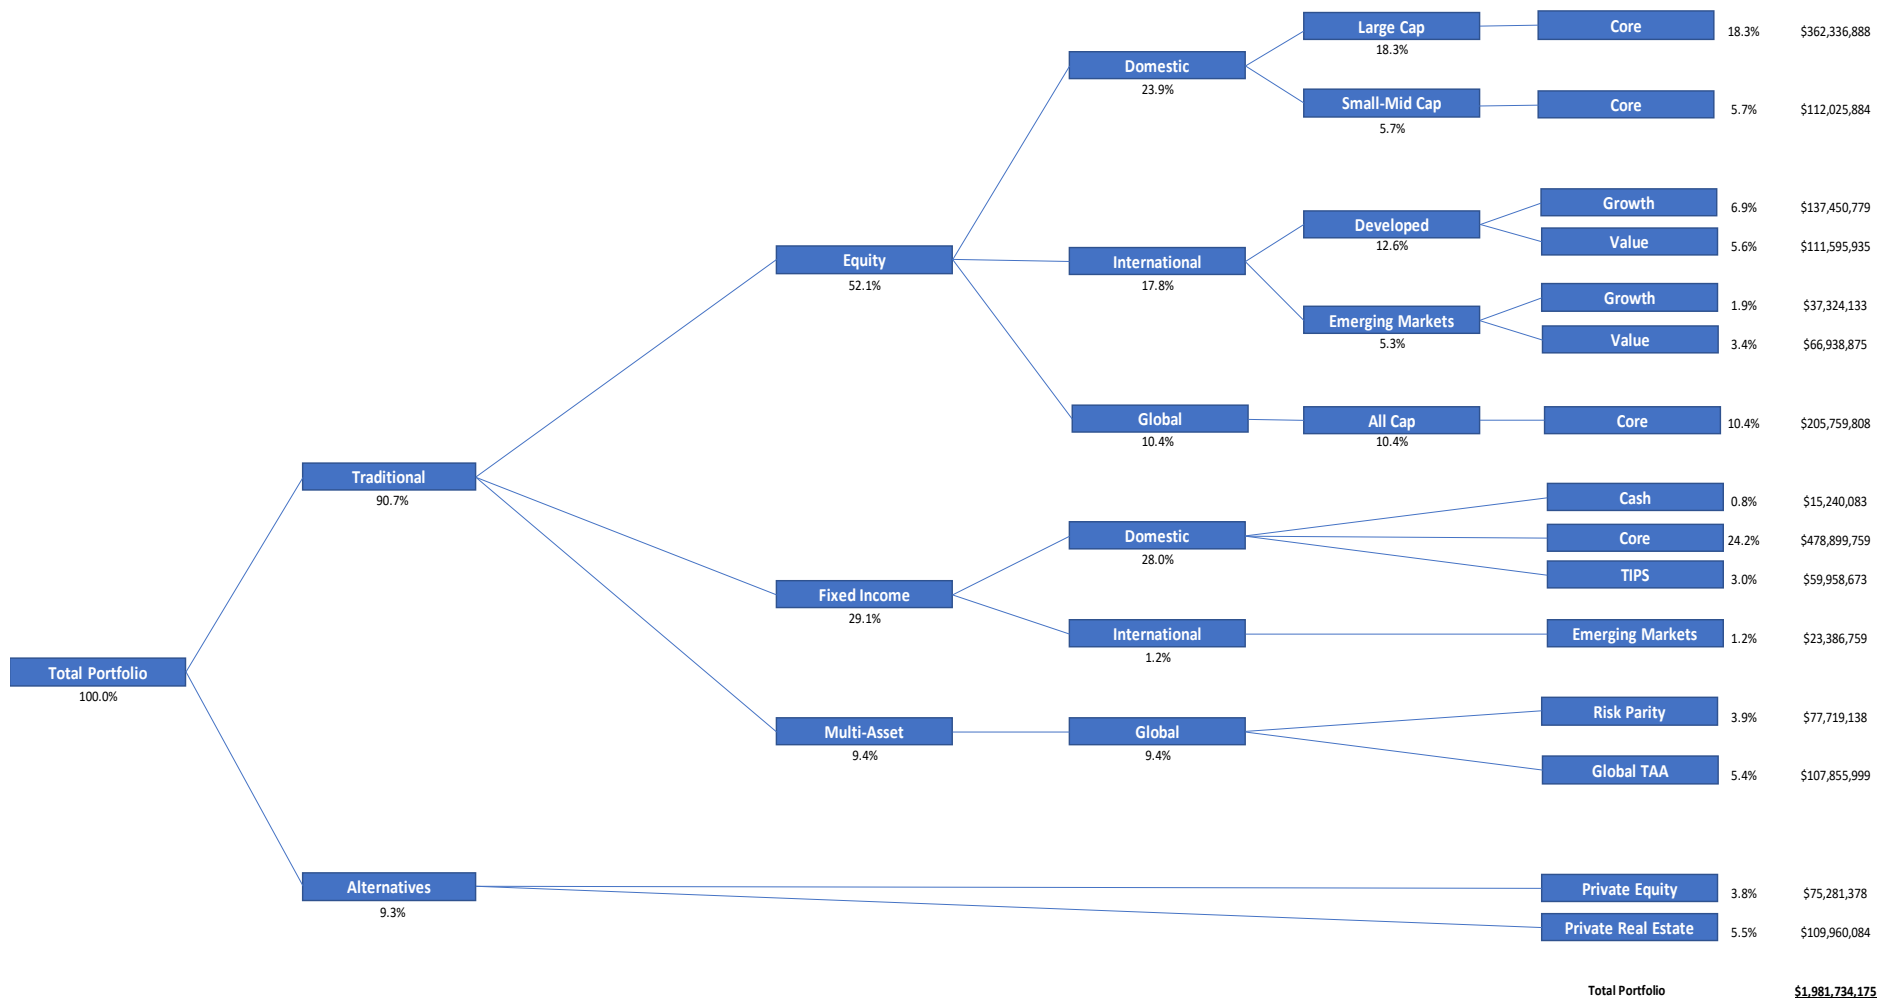 Large Cap
18.3%
Core
18.3%
$362,336,888
Domestic
23.9%
Small-Mid Cap
5.7%
Core
5.7%
$112,025,884
Growth
6.9%
$137,450,779
Developed
12.6%
Value
5.6%
$111,595,935
Equity
52.1%
International
17.8%
Growth
1.9%
$37,324,133
Emerging Markets
5.3%
Value
3.4%
$66,938,875
Global
10.4%
All Cap
10.4%
Core
10.4%
$205,759,808
Traditional
90.7%
Cash
0.8%
$15,240,083
Domestic
28.0%
Core
24.2%
$478,899,759
TIPS
3.0%
$59,958,673
Fixed Income
29.1%
International
1.2%
Emerging Markets
1.2%
$23,386,759
Total Portfolio
100.0%
Multi-Asset
9.4%
Global
9.4%
Risk Parity
3.9%
$77,719,138
Global TAA
5.4%
$107,855,999
Alternatives
9.3%
Private Equity
3.8%
$75,281,378
Private Real Estate
5.5%
$109,960,084
Total Portfolio
$1,981,734,175